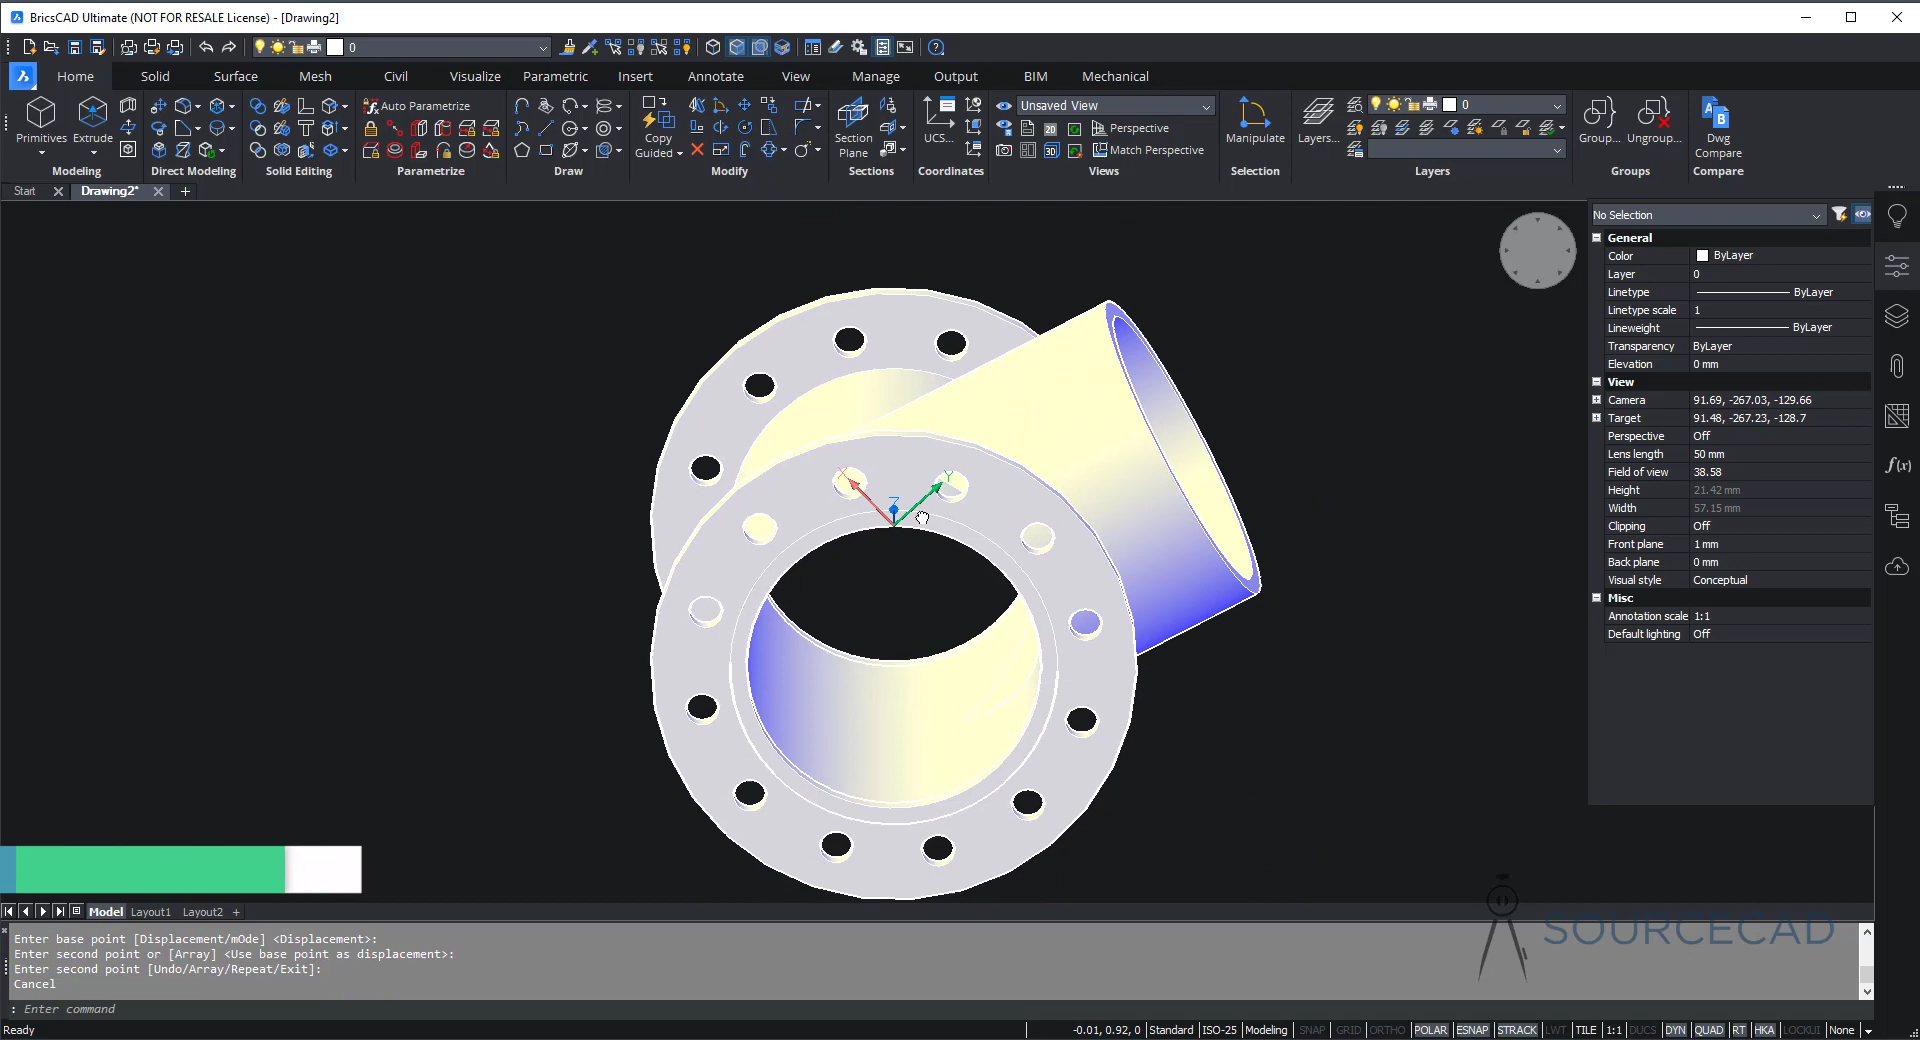 BricsCAD Ultimate (NOT FOR RESALE License) - [Drawing2]
0
Home Solid Surface Mesh Civil Visualize Parametric Insert Annotate View Manage Output BIM Mechanical
Primitives Extrude
Modeling
Direct Modeling
Solid Editing
Auto Parametrize
Parametrize
Draw
Copy
Guided
Modify
Section
Plane
Sections
UCS...
Coordinates
Unsaved View
2D Perspective
3D Match Perspective
Views
Manipulate
Selection
Layers...
0
Layers
Group... Ungroup...
Groups
Dwg
Compare
Compare
Start Drawing2* +
No Selection
General
Color ByLayer
Layer 0
Linetype ByLayer
Linetype scale 1
Lineweight ByLayer
Transparency ByLayer
Elevation 0 mm
View
Camera 91.69, -267.03, -129.66
Target 91.48, -267.23, -128.7
Perspective Off
Lens length 50 mm
Field of view 38.58
Height 21.42 mm
Width 57.15 mm
Clipping Off
Front plane 1 mm
Back plane 0 mm
Visual style Conceptual
Misc
Annotation scale 1:1
Default lighting Off
f(x)
X Y
Z
Model Layout1 Layout2 +
Enter base point [Displacement/mOde] <Displacement>:
Enter second point or [Array] <Use base point as displacement>:
Enter second point [Undo/Array/Repeat/Exit]:
Cancel
: Enter command
SOURCECAD
Ready -0.01, 0.92, 0 Standard ISO-25 Modeling SNAP GRID ORTHO POLAR ESNAP STRACK LWT TILE 1:1 DUCS DYN QUAD RT HKA LOCKUI None